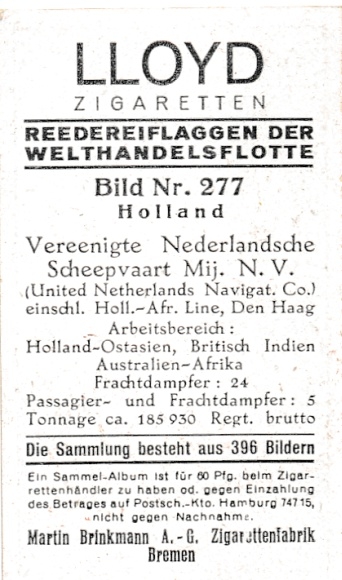 LLOYD
ZIGARETTEN
REEDEREIFLAGGEN DER
WELTHANDELSFLOTTE
Bild Nr. 277
Holland
Vereenigte Nederlandsche
Scheepvaart Mij. N. V.
(United Netherlands Navigat. Co.)
einschl. Holl.-Afr. Line, Den Haag
Arbeitsbereich :
Holland-Ostasien, Britisch Indien
Australien-Afrika
Frachtdampfer : 24
Passagier- und Frachtdampfer : 5
Tonnage ca. 185 930 Regt. brutto
Die Sammlung besteht aus 396 Bildern
Ein Sammel-Album ist für 60 Pfg. beim Zigar-
rettenhändler zu haben od. gegen Einzahlung
des Betrages auf Postsch.-Kto. Hamburg 74715,
nicht gegen Nachnahme.
Martin Brinkmann A.-G. Zigarettenfabrik
Bremen